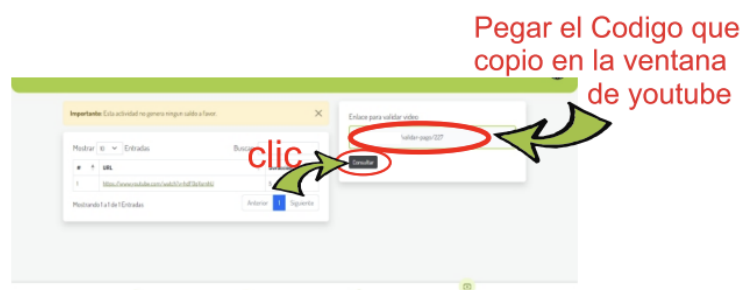 Pegar el Codigo que
copio en la ventana
de youtube
Importante: Esta actividad no genera ningun saldo a favor.
Enlace para validar video
/validar-pago/227
Mostrar 10 Entradas
Buscar
clic
Consultar
# URL
1
Mostrando 1 a 1 de 1 Entradas
Anterior 1 Siguiente